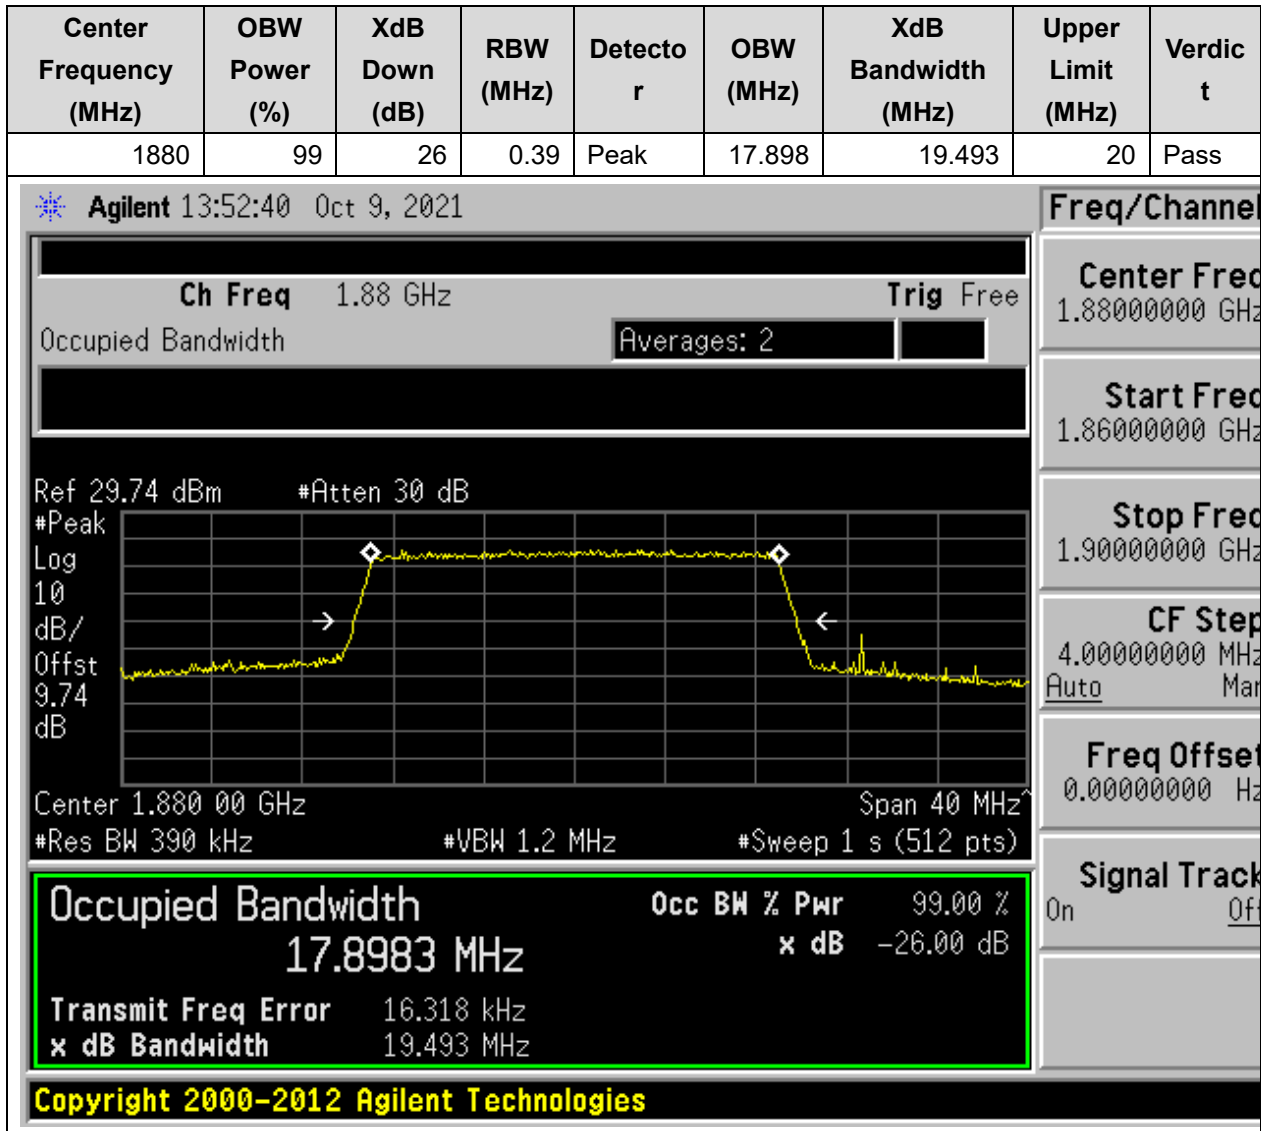 Center Frequency (MHz) OBW Power (%) XdB Down (dB) RBW (MHz) Detecto r OBW (MHz) XdB Bandwidth (MHz) Upper Limit (MHz) Verdic t
1880 99 26 0.39 Peak 17.898 19.493 20 Pass
Agilent 13:52:40 Oct 9, 2021
Freq/Channel
Ch Freq 1.88 GHz Trig Free
Occupied Bandwidth Averages: 2
Center Freq
1.88000000 GHz
Start Freq
1.86000000 GHz
Stop Freq
1.90000000 GHz
CF Step
4.00000000 MHz
Auto Man
Freq Offset
0.00000000 Hz
Signal Track
On Off
Ref 29.74 dBm #Atten 30 dB
#Peak
Log
10
dB/
Offst
9.74
dB
Center 1.880 00 GHz Span 40 MHz^
#Res BW 390 kHz #VBW 1.2 MHz #Sweep 1 s (512 pts)
Occupied Bandwidth Occ BW % Pwr 99.00 %
17.8983 MHz x dB -26.00 dB
Transmit Freq Error 16.318 kHz
x dB Bandwidth 19.493 MHz
Copyright 2000-2012 Agilent Technologies